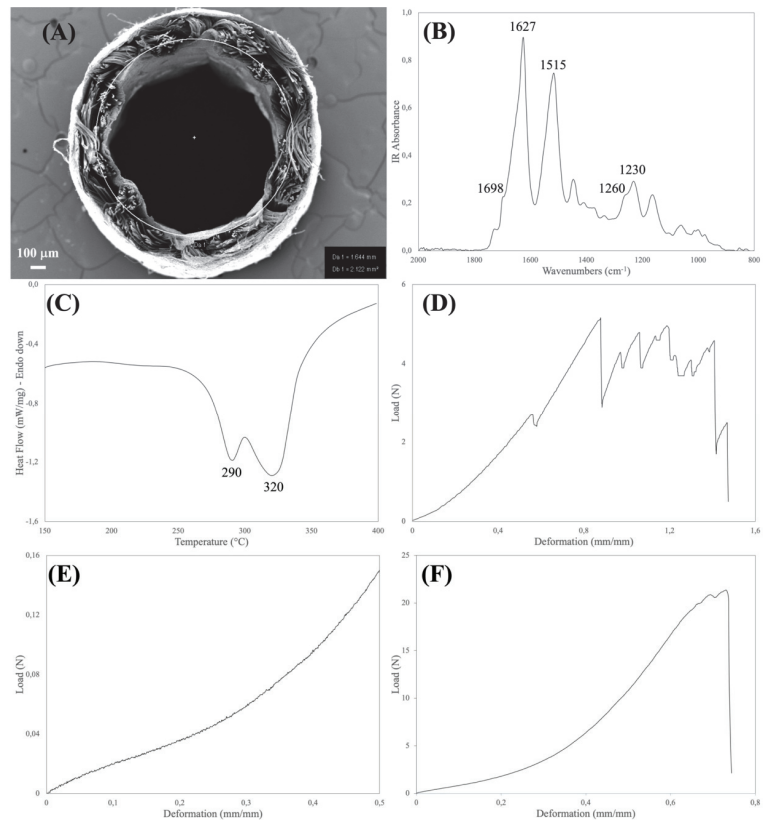 (A)
Da 1
Da 1 = 1.644 mm
Db 1 = 2.122 mm²
100 μm
(B)
1,0
0,8
0,6
0,4
0,2
0,0
IR Absorbance
1627
1515
1698
1260
1230
2000 1800 1600 1400 1200 1000 800
Wavenumbers (cm⁻¹)
(C)
0,0
-0,4
-0,8
-1,2
-1,6
Heat Flow (mW/mg) - Endo down
290
320
150 200 250 300 350 400
Temperature (°C)
(D)
6
4
2
0
Load (N)
0 0,4 0,8 1,2 1,6
Deformation (mm/mm)
(E)
0,16
0,12
0,08
0,04
0
Load (N)
0 0,1 0,2 0,3 0,4 0,5
Deformation (mm/mm)
(F)
25
20
15
10
5
0
Load (N)
0 0,2 0,4 0,6 0,8
Deformation (mm/mm)